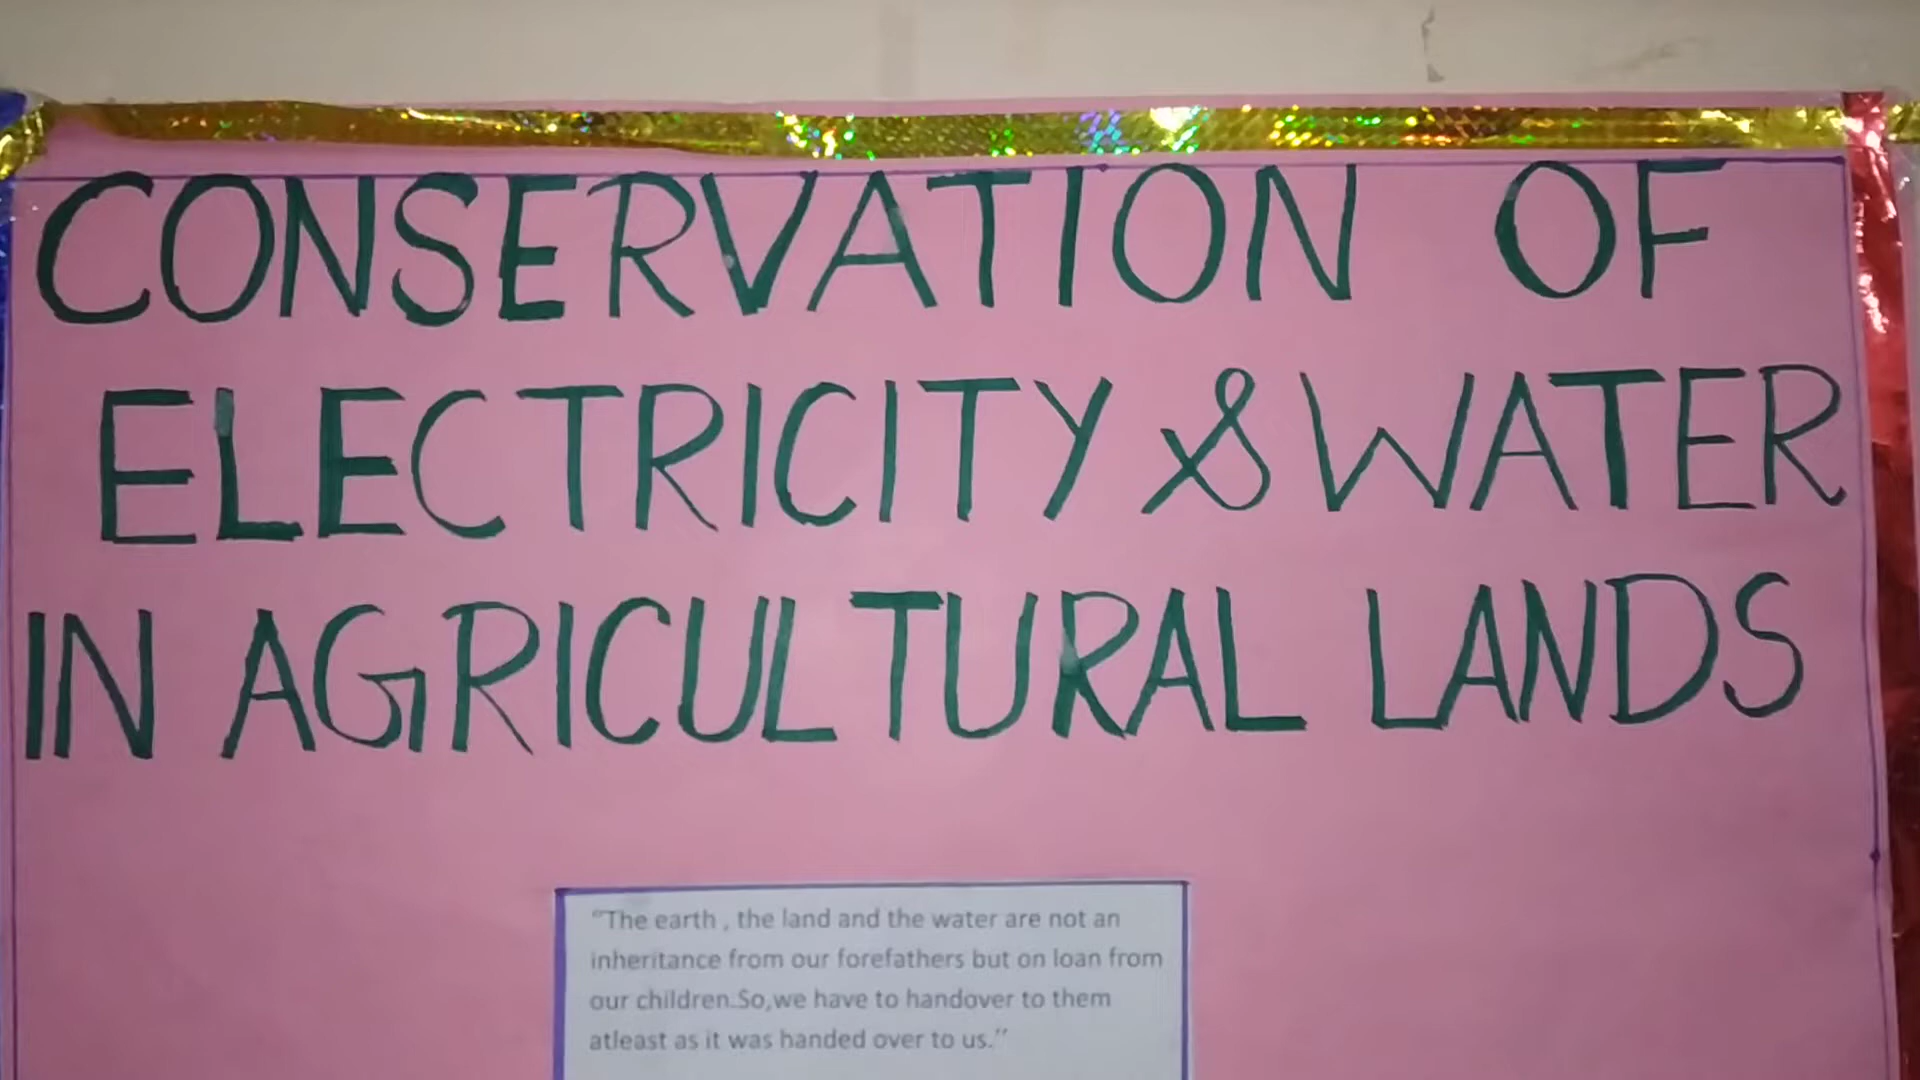 CONSERVATION OF
ELECTRICITY & WATER
IN AGRICULTURAL LANDS
"The earth , the land and the water are not an
inheritance from our forefathers but on loan from
our children.So,we have to handover to them
atleast as it was handed over to us.''